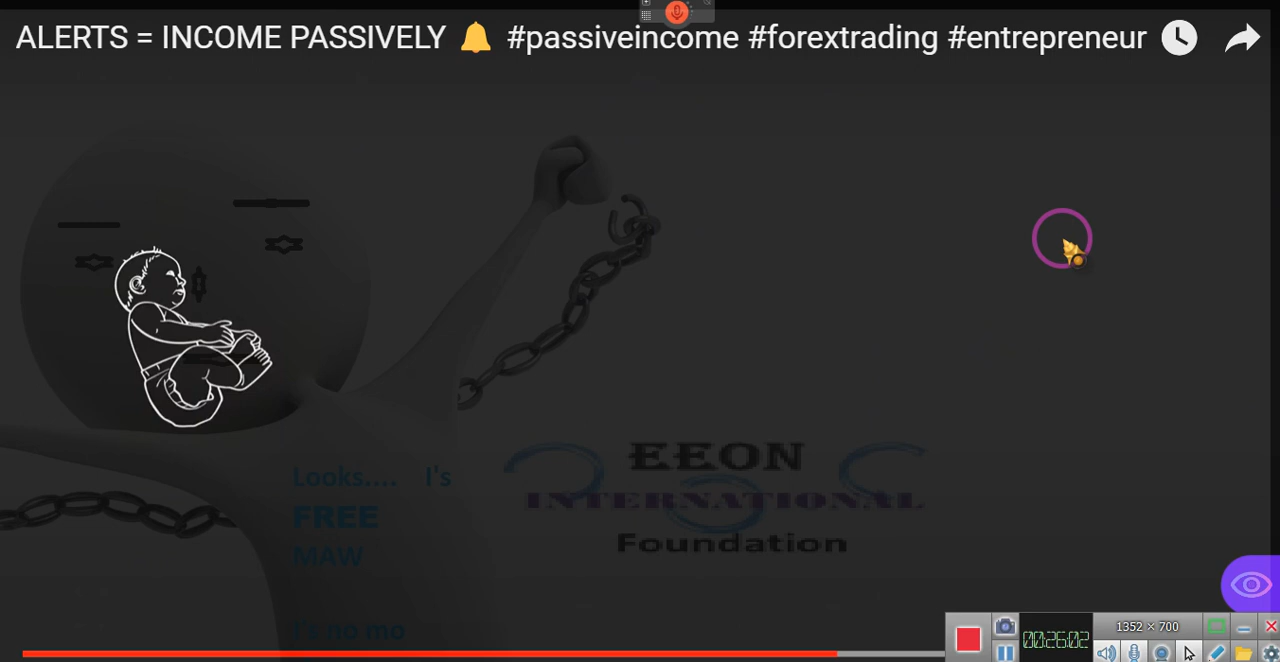 ALERTS = INCOME PASSIVELY 🔔 #passiveincome #forextrading #entrepreneur
Looks.... I's
FREE
MAW
I's no mo
EEON
INTERNATIONAL
Foundation
00:26:02
1352 × 700